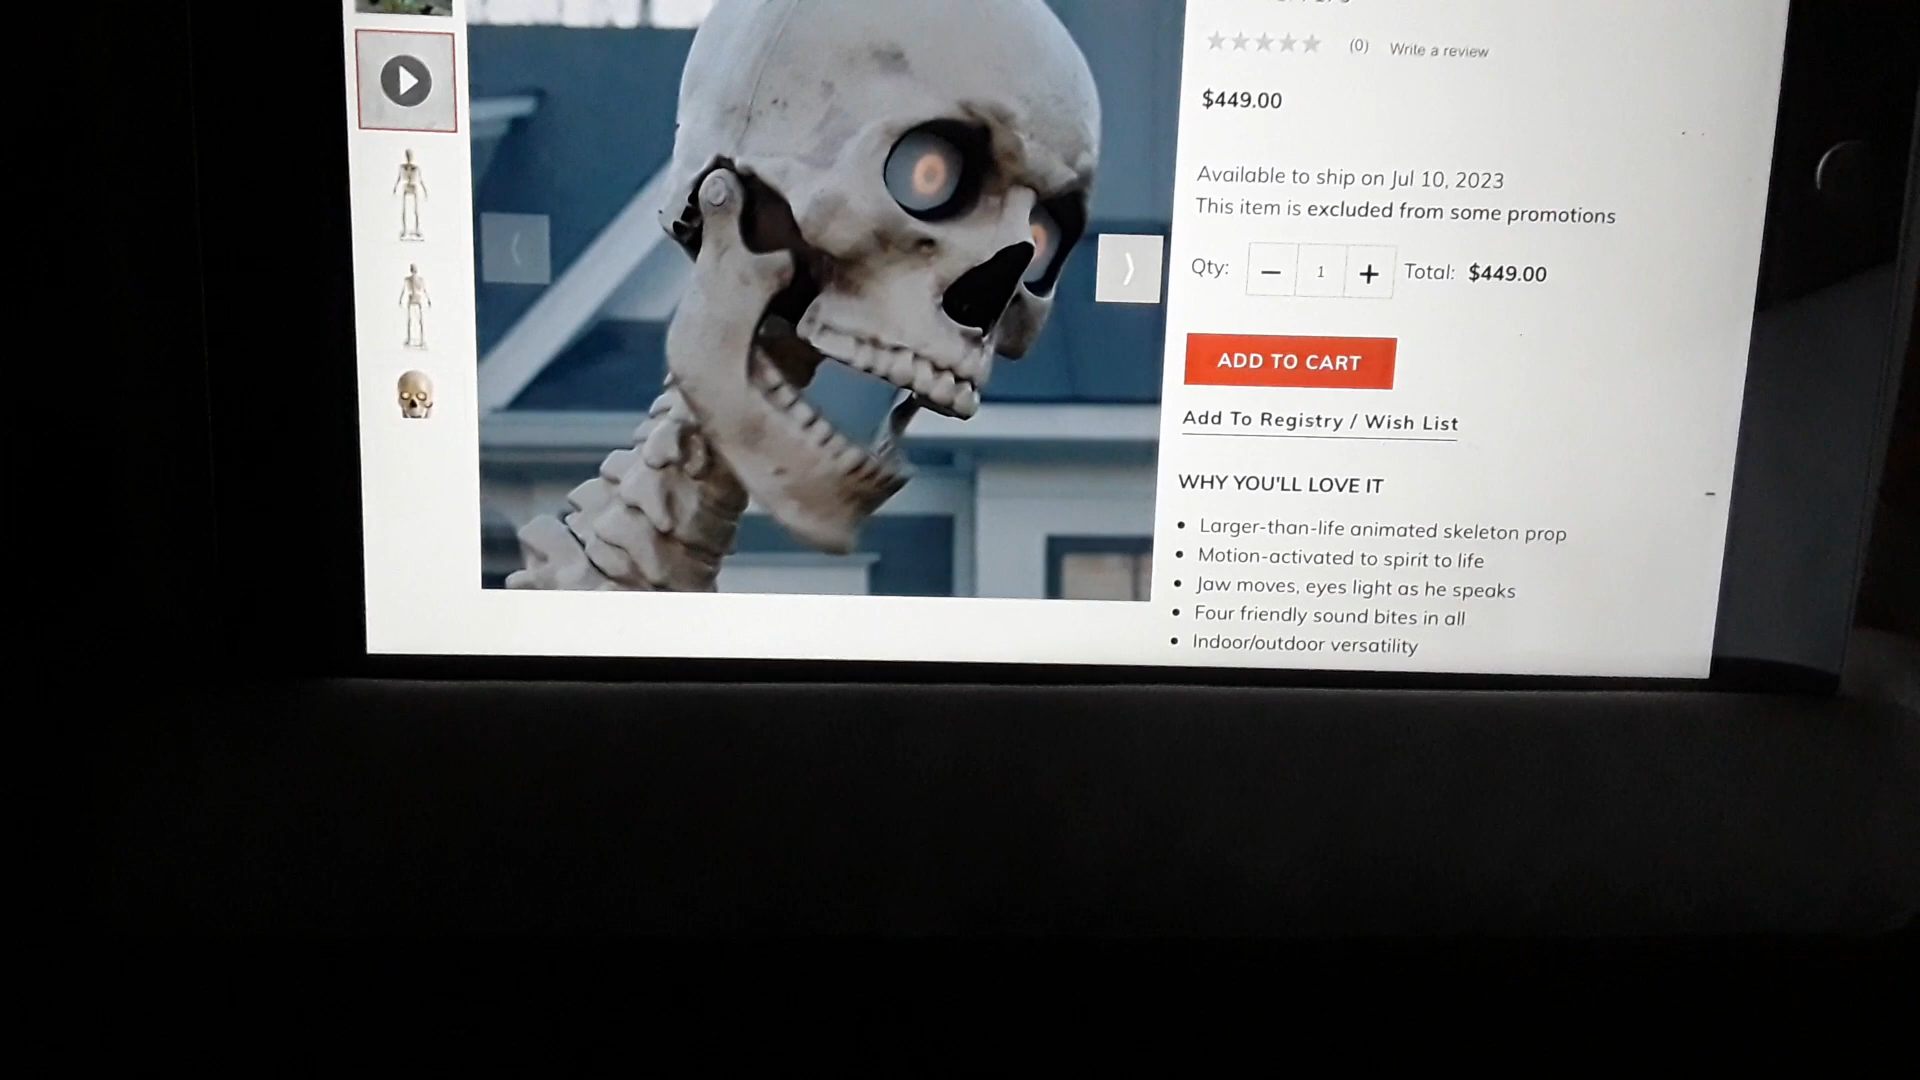 (0) Write a review
$449.00
Available to ship on Jul 10, 2023
This item is excluded from some promotions
Qty: − 1 + Total: $449.00
ADD TO CART
Add To Registry / Wish List
WHY YOU'LL LOVE IT
• Larger-than-life animated skeleton prop
• Motion-activated to spirit to life
• Jaw moves, eyes light as he speaks
• Four friendly sound bites in all
• Indoor/outdoor versatility